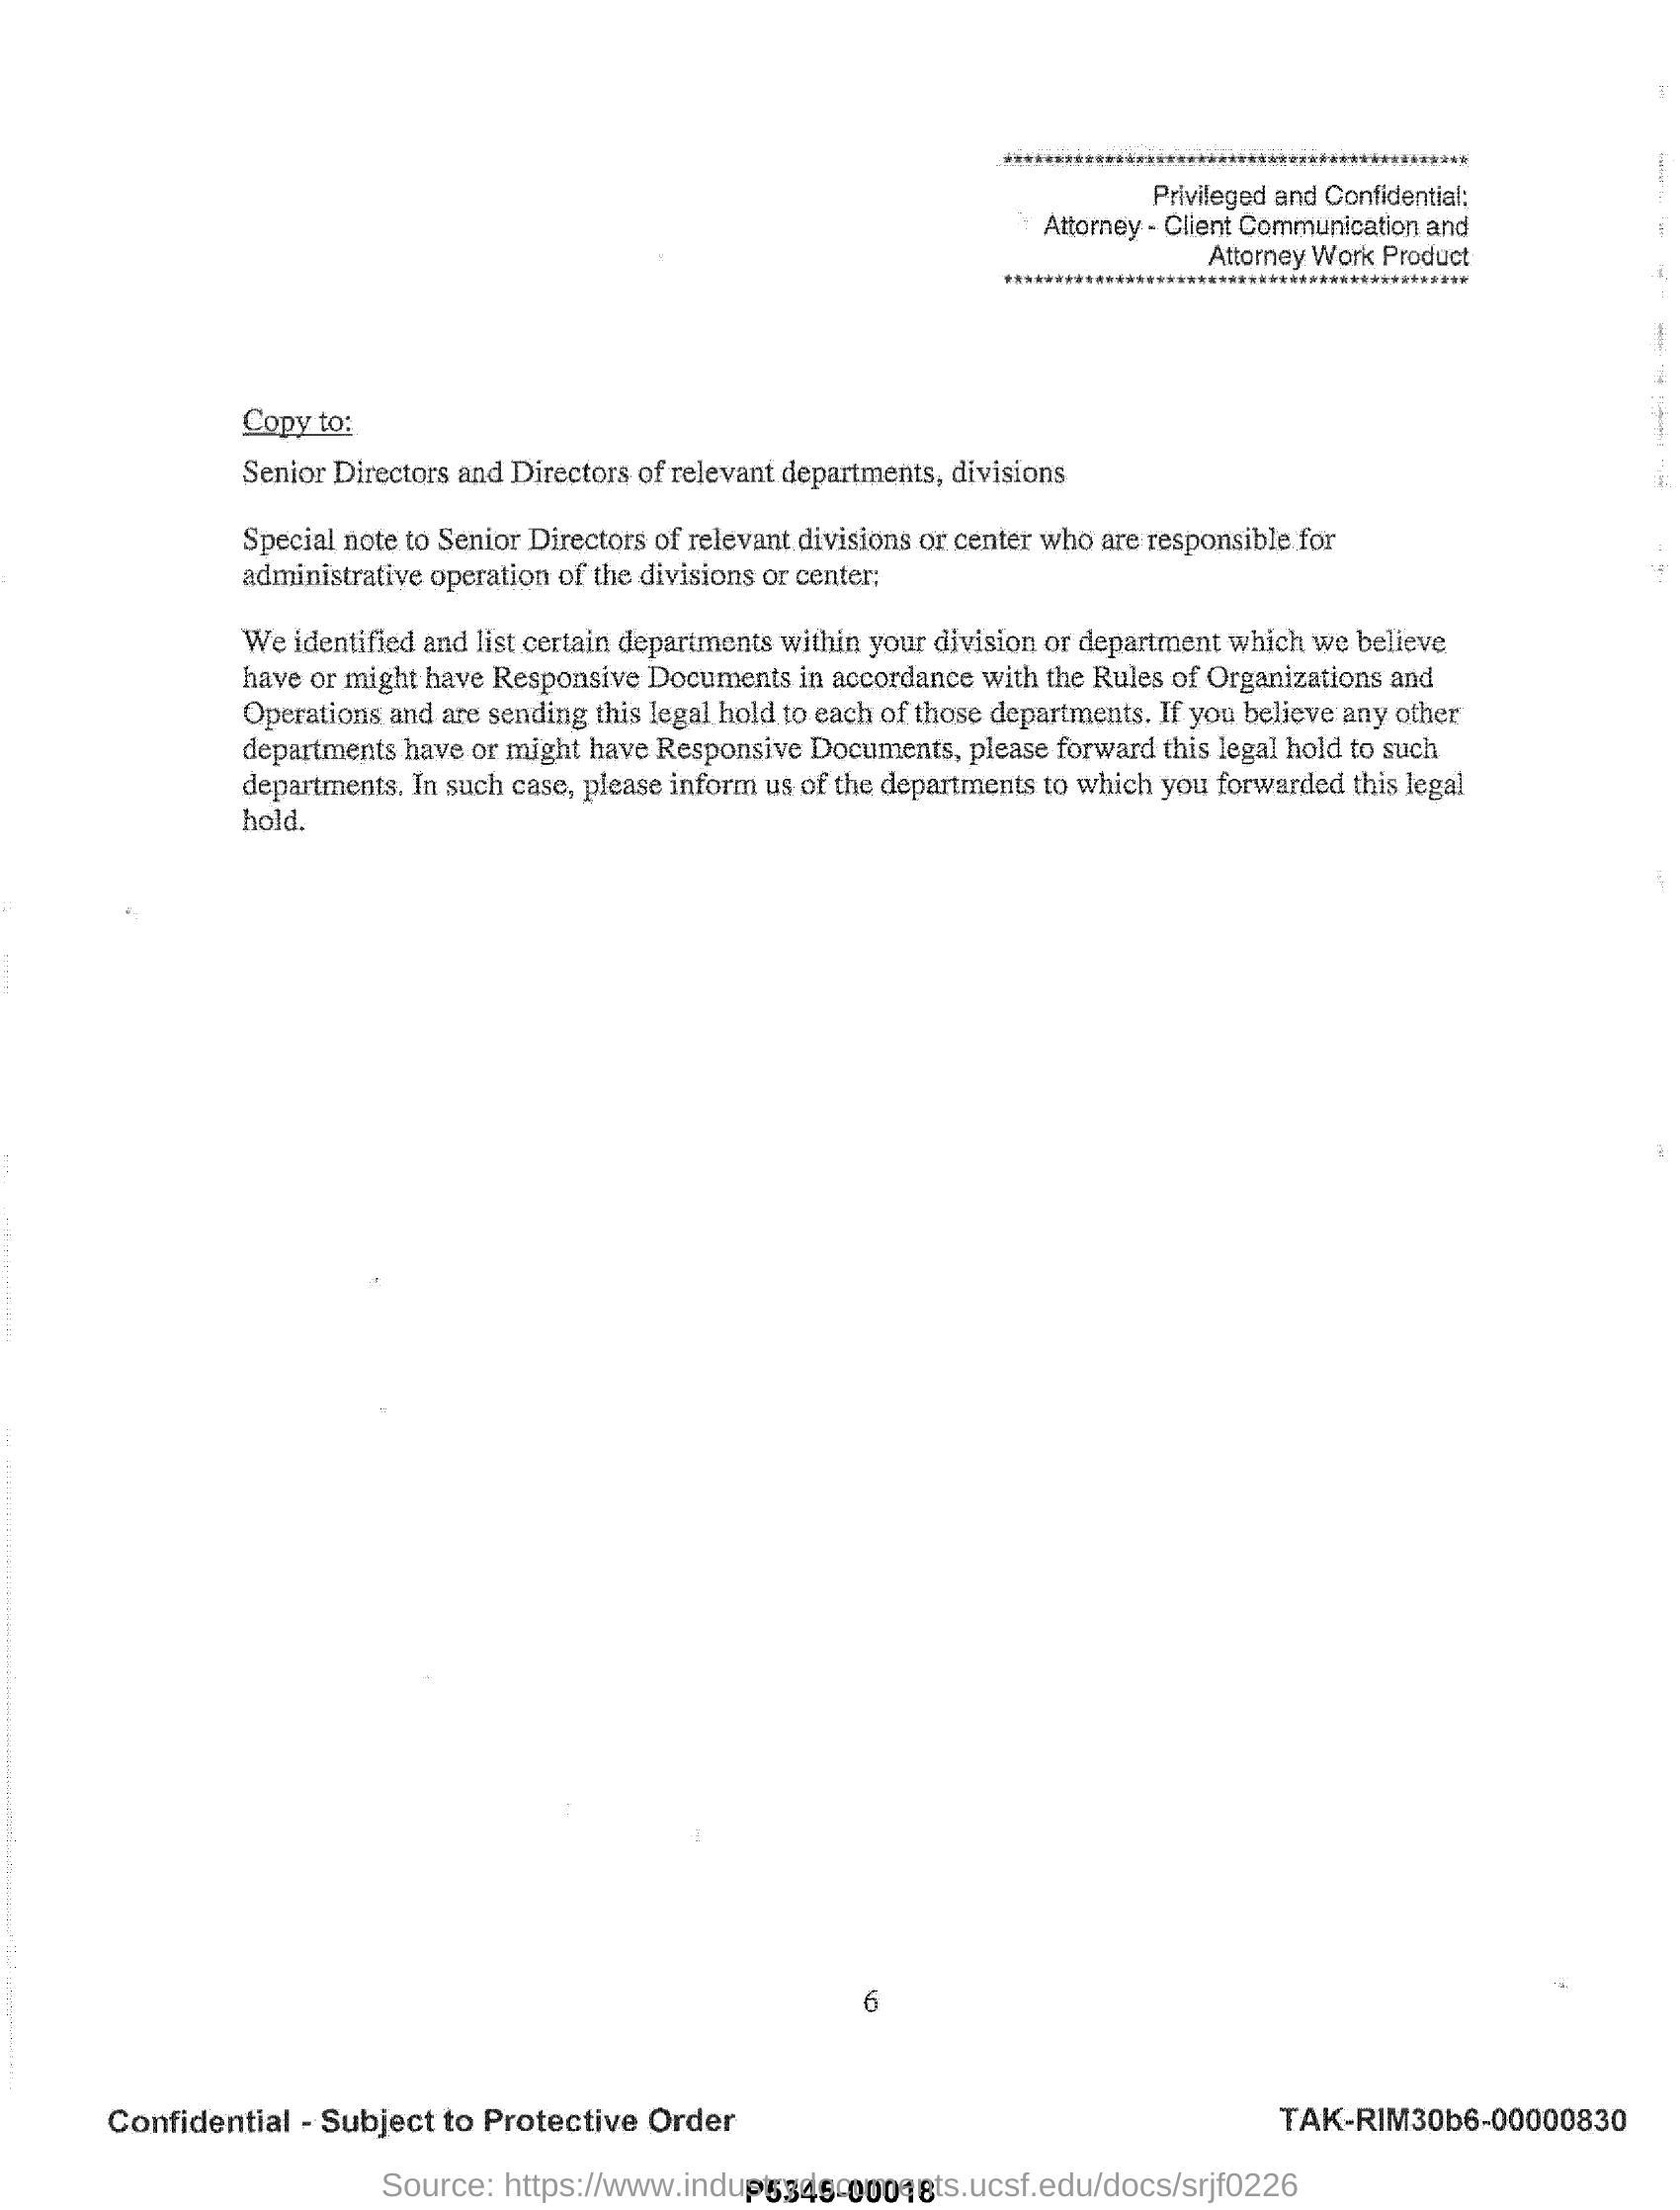 *********************************************
Privileged and Confidential:
Attorney - Client Communication and
Attorney Work Product
*********************************************
Copy to:
Senior Directors and Directors of relevant departments, divisions
Special note to Senior Directors of relevant divisions or center who are responsible for
administrative operation of the divisions or center:
We identified and list certain departments within your division or department which we believe
have or might have Responsive Documents in accordance with the Rules of Organizations and
Operations and are sending this legal hold to each of those departments. If you believe any other
departments have or might have Responsive Documents, please forward this legal hold to such
departments. In such case, please inform us of the departments to which you forwarded this legal
hold.
6
Confidential - Subject to Protective Order
TAK-RIM30b6-00000830
Source: https://www.industrydocuments.ucsf.edu/docs/srjf0226
P5345-00018